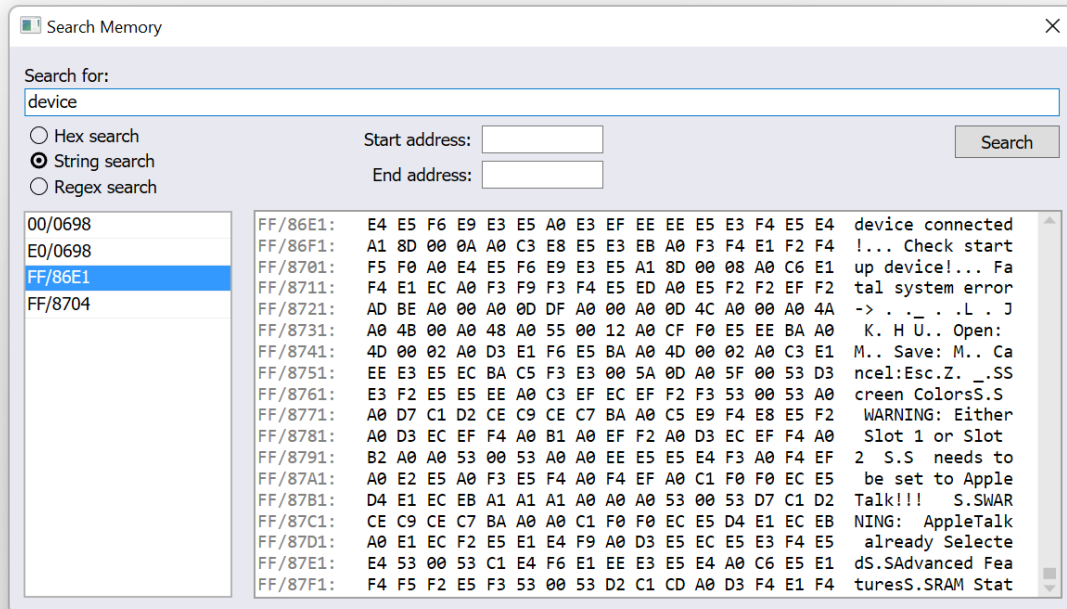 Search Memory
Search for:
device
Hex search
String search
Regex search
Start address:
End address:
Search
00/0698
E0/0698
FF/86E1
FF/8704
FF/86E1: E4 E5 F6 E9 E3 E5 A0 E3 EF EE EE E5 E3 F4 E5 E4 device connected
FF/86F1: A1 8D 00 0A A0 C3 E8 E5 E3 EB A0 F3 F4 E1 F2 F4 !... Check start
FF/8701: F5 F0 A0 E4 E5 F6 E9 E3 E5 A1 8D 00 08 A0 C6 E1 up device!... Fa
FF/8711: F4 E1 EC A0 F3 F9 F3 F4 E5 ED A0 E5 F2 F2 EF F2 tal system error
FF/8721: AD BE A0 00 A0 0D DF A0 00 A0 0D 4C A0 00 A0 4A -> . ._ . .L . J
FF/8731: A0 4B 00 A0 48 A0 55 00 12 A0 CF F0 E5 EE BA A0 K. H U.. Open:
FF/8741: 4D 00 02 A0 D3 E1 F6 E5 BA A0 4D 00 02 A0 C3 E1 M.. Save: M.. Ca
FF/8751: EE E3 E5 EC BA C5 F3 E3 00 5A 0D A0 5F 00 53 D3 ncel:Esc.Z. _.SS
FF/8761: E3 F2 E5 E5 EE A0 C3 EF EC EF F2 F3 53 00 53 A0 creen ColorsS.S
FF/8771: A0 D7 C1 D2 CE C9 CE C7 BA A0 C5 E9 F4 E8 E5 F2 WARNING: Either
FF/8781: A0 D3 EC EF F4 A0 B1 A0 EF F2 A0 D3 EC EF F4 A0 Slot 1 or Slot
FF/8791: B2 A0 A0 53 00 53 A0 A0 EE E5 E5 E4 F3 A0 F4 EF 2 S.S needs to
FF/87A1: A0 E2 E5 A0 F3 E5 F4 A0 F4 EF A0 C1 F0 F0 EC E5 be set to Apple
FF/87B1: D4 E1 EC EB A1 A1 A1 A0 A0 A0 53 00 53 D7 C1 D2 Talk!!! S.SWAR
FF/87C1: CE C9 CE C7 BA A0 A0 C1 F0 F0 EC E5 D4 E1 EC EB NING: AppleTalk
FF/87D1: A0 E1 EC F2 E5 E1 E4 F9 A0 D3 E5 EC E5 E3 F4 E5 already Selecte
FF/87E1: E4 53 00 53 C1 E4 F6 E1 EE E3 E5 E4 A0 C6 E5 E1 dS.SAdvanced Fea
FF/87F1: F4 F5 F2 E5 F3 53 00 53 D2 C1 CD A0 D3 F4 E1 F4 turesS.SRAM Stat